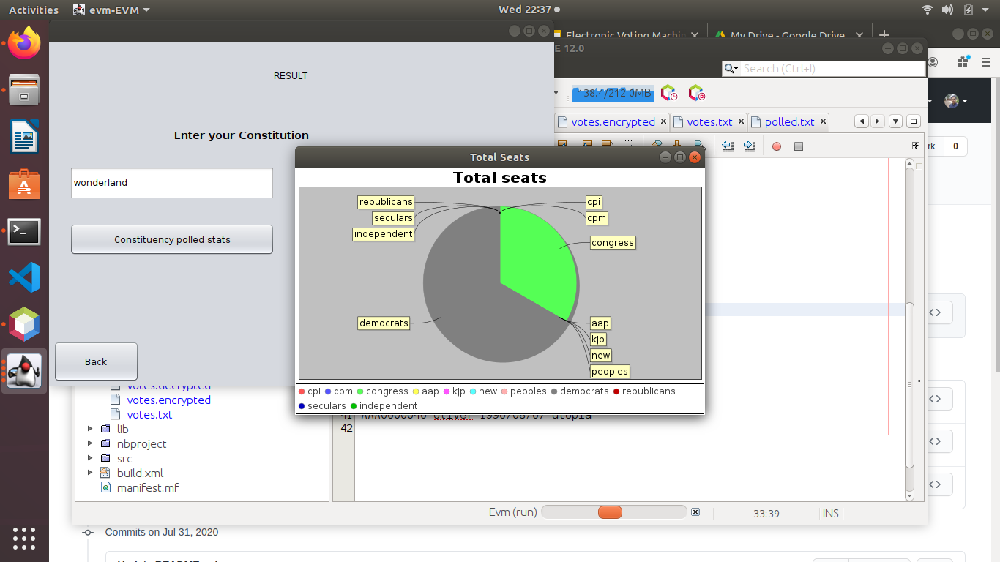 Activities
evm-EVM
Wed 22:37
Electronic Voting Machin
My Drive - Google Drive
E 12.0
Search (Ctrl+I)
138.4/212.0MB
votes.encrypted
votes.txt
polled.txt
rk
0
RESULT
Enter your Constitution
wonderland
Constituency polled stats
Back
Total Seats
Total seats
republicans
seculars
independent
cpi
cpm
congress
democrats
aap
kjp
new
peoples
cpi cpm congress aap kjp new peoples democrats republicans
seculars independent
votes.decrypted
votes.encrypted
votes.txt
lib
nbproject
src
build.xml
manifest.mf
41 AAA0000040 Oliver 1990/08/07 utopia
42
Evm (run)
33:39
INS
Commits on Jul 31, 2020